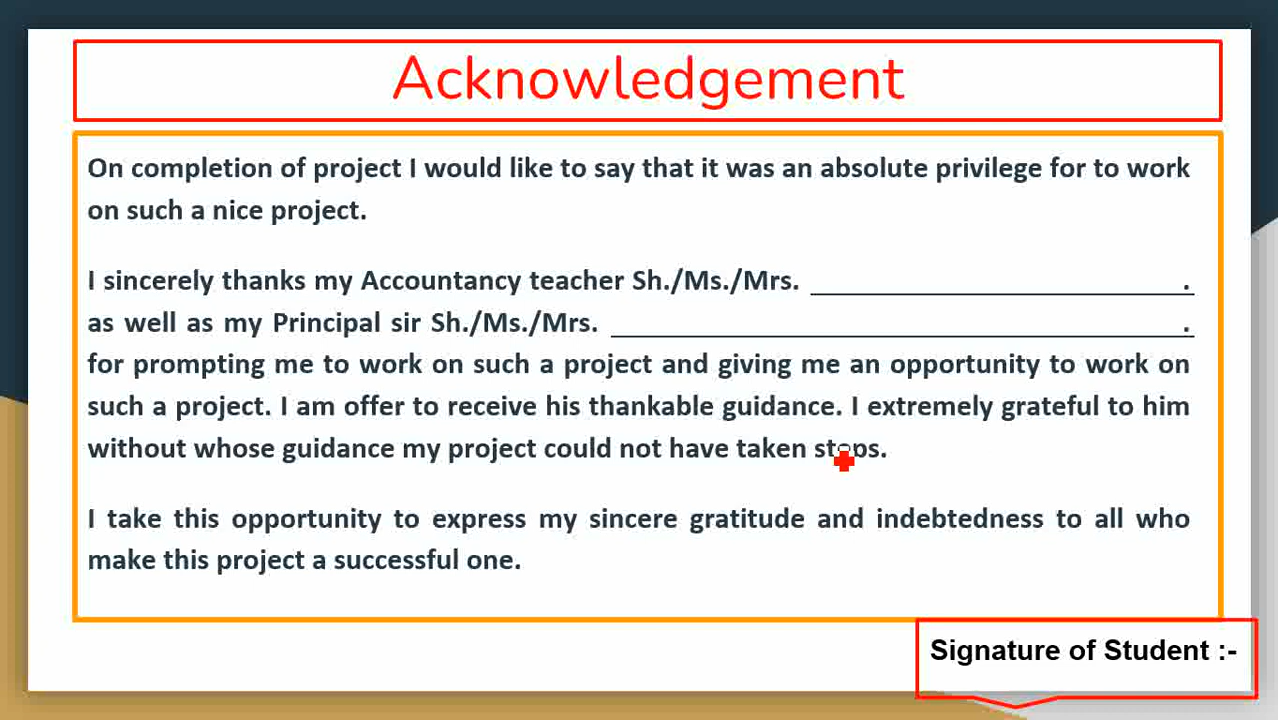 Acknowledgement
On completion of project I would like to say that it was an absolute privilege for to work
on such a nice project.
I sincerely thanks my Accountancy teacher Sh./Ms./Mrs. ____________________.
as well as my Principal sir Sh./Ms./Mrs. ______________________________.
for prompting me to work on such a project and giving me an opportunity to work on
such a project. I am offer to receive his thankable guidance. I extremely grateful to him
without whose guidance my project could not have taken steps.
I take this opportunity to express my sincere gratitude and indebtedness to all who
make this project a successful one.
Signature of Student :-